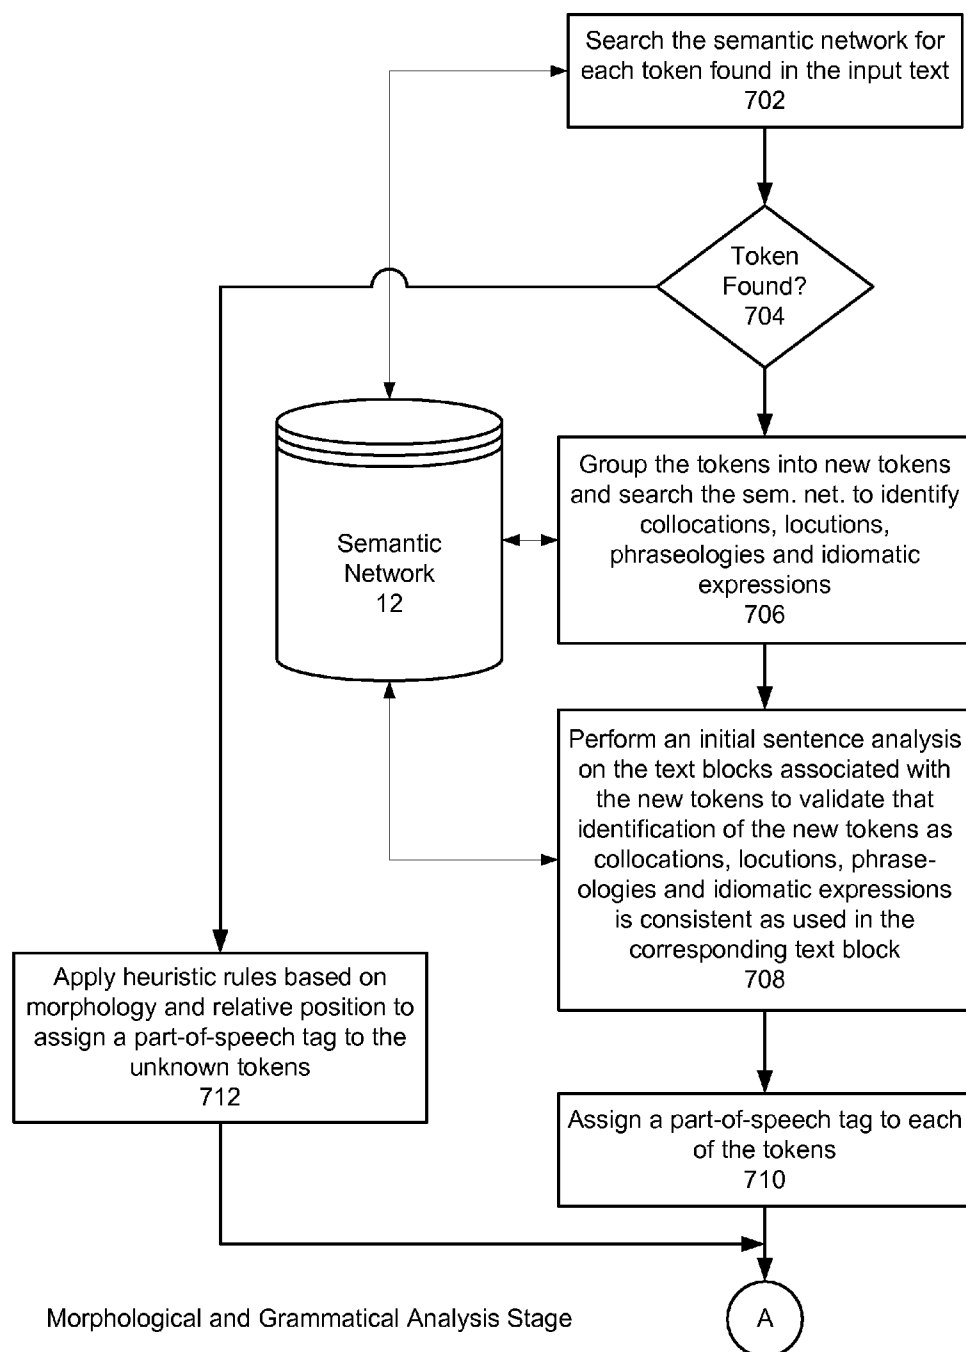 Search the semantic network for
each token found in the input text
702
Token
Found?
704
Group the tokens into new tokens
and search the sem. net. to identify
collocations, locutions,
phraseologies and idiomatic
expressions
706
Semantic
Network
12
Perform an initial sentence analysis
on the text blocks associated with
the new tokens to validate that
identification of the new tokens as
collocations, locutions, phrase-
ologies and idiomatic expressions
is consistent as used in the
corresponding text block
708
Apply heuristic rules based on
morphology and relative position to
assign a part-of-speech tag to the
unknown tokens
712
Assign a part-of-speech tag to each
of the tokens
710
Morphological and Grammatical Analysis Stage
A